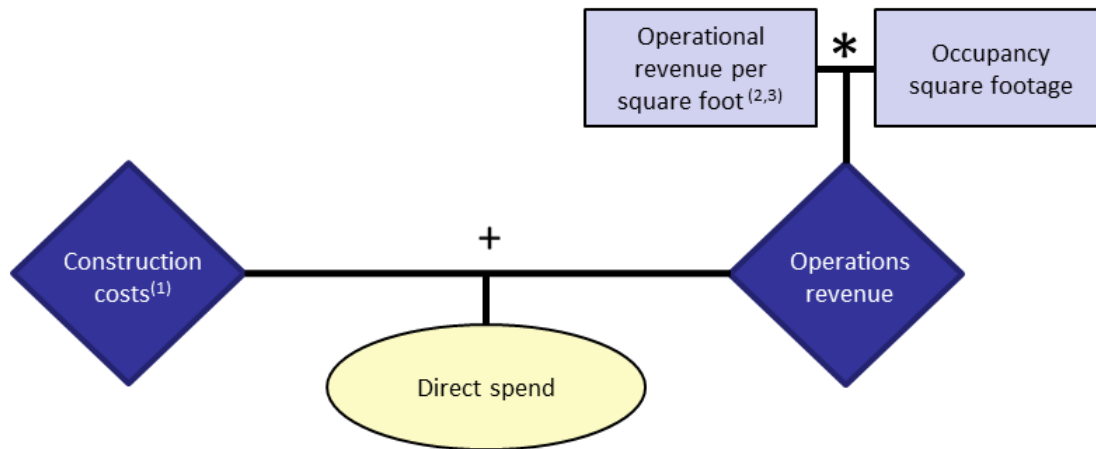 Operational
revenue per
square foot (2,3)
*
Occupancy
square footage
Construction
costs(1)
+
Operations
revenue
Direct spend